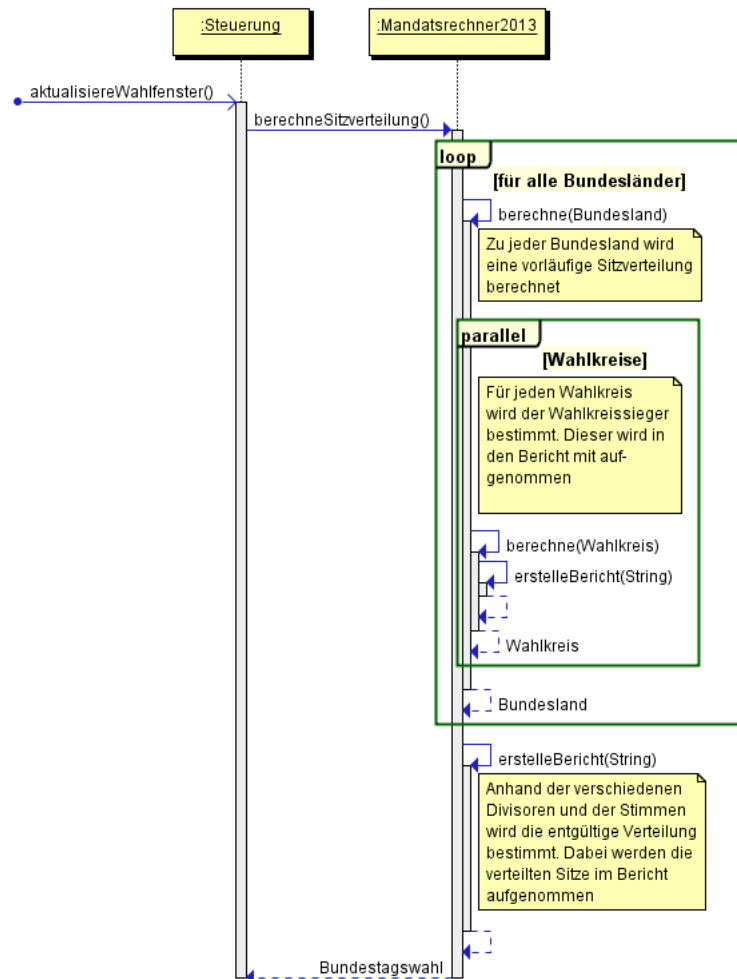 :Steuerung
:Mandatsrechner2013
aktualisiereWahlfenster()
berechneSitzverteilung()
loop
[für alle Bundesländer]
berechne(Bundesland)
Zu jeder Bundesland wird
eine vorläufige Sitzverteilung
berechnet
parallel
[Wahlkreise]
Für jeden Wahlkreis
wird der Wahlkreissieger
bestimmt. Dieser wird in
den Bericht mit auf-
genommen
berechne(Wahlkreis)
erstelleBericht(String)
Wahlkreis
Bundesland
erstelleBericht(String)
Anhand der verschiedenen
Divisoren und der Stimmen
wird die entgültige Verteilung
bestimmt. Dabei werden die
verteilten Sitze im Bericht
aufgenommen
Bundestagswahl